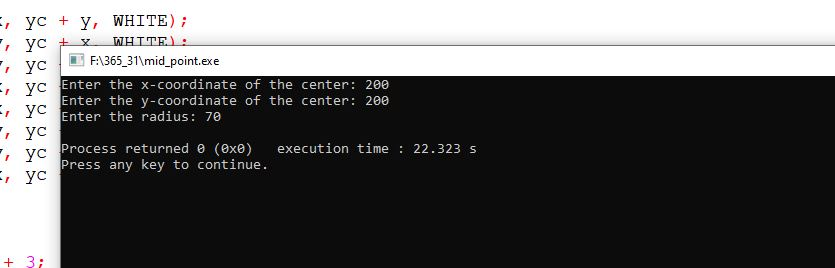 , yc + y, WHITE);
, yc + x, WHITE);
F:\365_31\mid_point.exe
, yc
Enter the x-coordinate of the center: 200
, yc
Enter the y-coordinate of the center: 200
, yc
Enter the radius: 70
, yc
, yc
Process returned 0 (0x0)   execution time : 22.323 s
, yc
Press any key to continue.
+ 3;